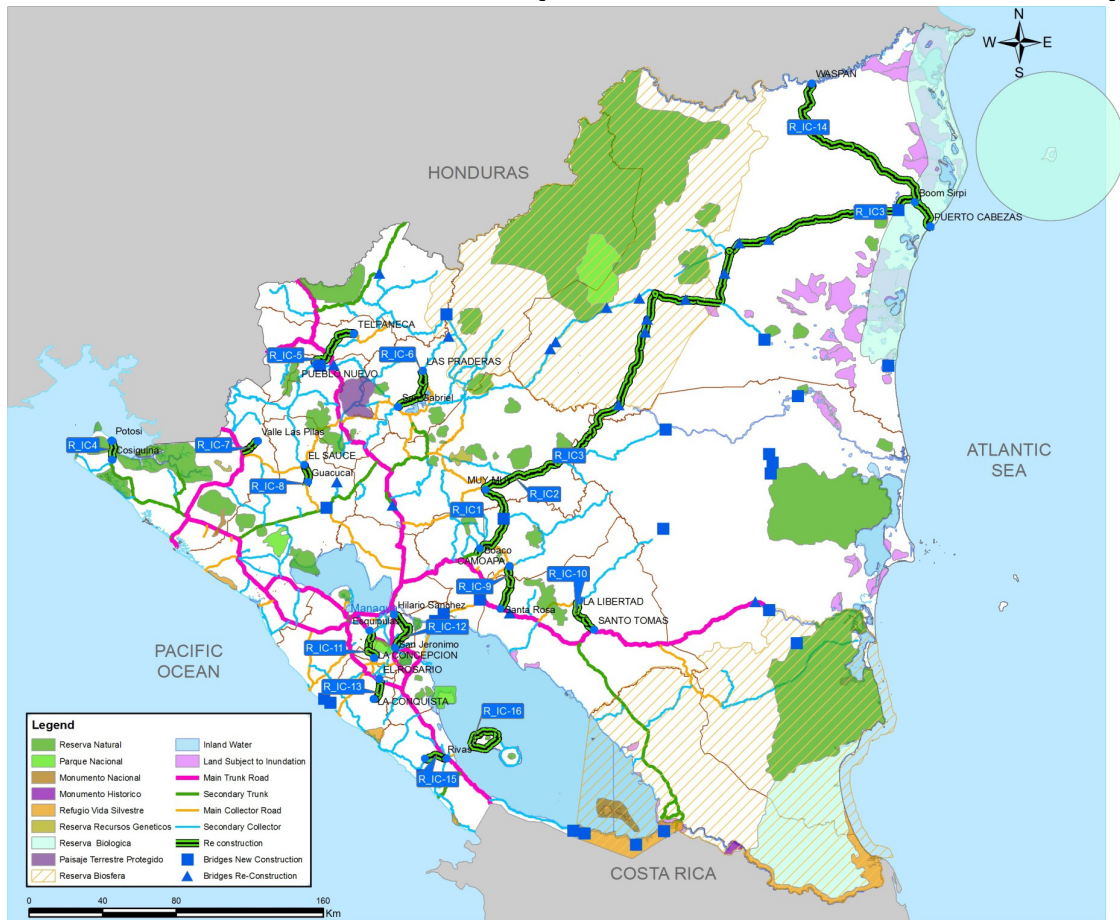 N
W E
S
WASPAN
R_IC-14
HONDURAS
Boom Sirpi
R_IC3
PUERTO CABEZAS
TELPANECA
R_IC-5
R_IC-6
LAS PRADERAS
PUEBLO NUEVO
San Gabriel
Potosi
Valle Las Pilas
R_IC4
R_IC-7
Cosiguina
ATLANTIC
SEA
EL SAUCE
R_IC3
Guacucal
R_IC-8
MUY MUY
R_IC2
R_IC1
Boaco
CAMOAPA
R_IC-10
R_IC-9
LA LIBERTAD
Managua
Hilario Sanchez
Santa Rosa
Esquipulas
R_IC-12
SANTO TOMAS
PACIFIC
OCEAN
R_IC-11
San Jeronimo
LA CONCEPCION
EL ROSARIO
R_IC-13
LA CONQUISTA
R_IC-16
Rivas
R_IC-15
COSTA RICA
Legend
Reserva Natural
Parque Nacional
Monumento Nacional
Monumento Historico
Refugio Vida Silvestre
Reserva Recursos Geneticos
Reserva Biologica
Paisaje Terrestre Protegido
Reserva Biosfera
Inland Water
Land Subject to Inundation
Main Trunk Road
Secondary Trunk
Main Collector Road
Secondary Collector
Re construction
Bridges New Construction
Bridges Re-Construction
0 40 80 160
Km